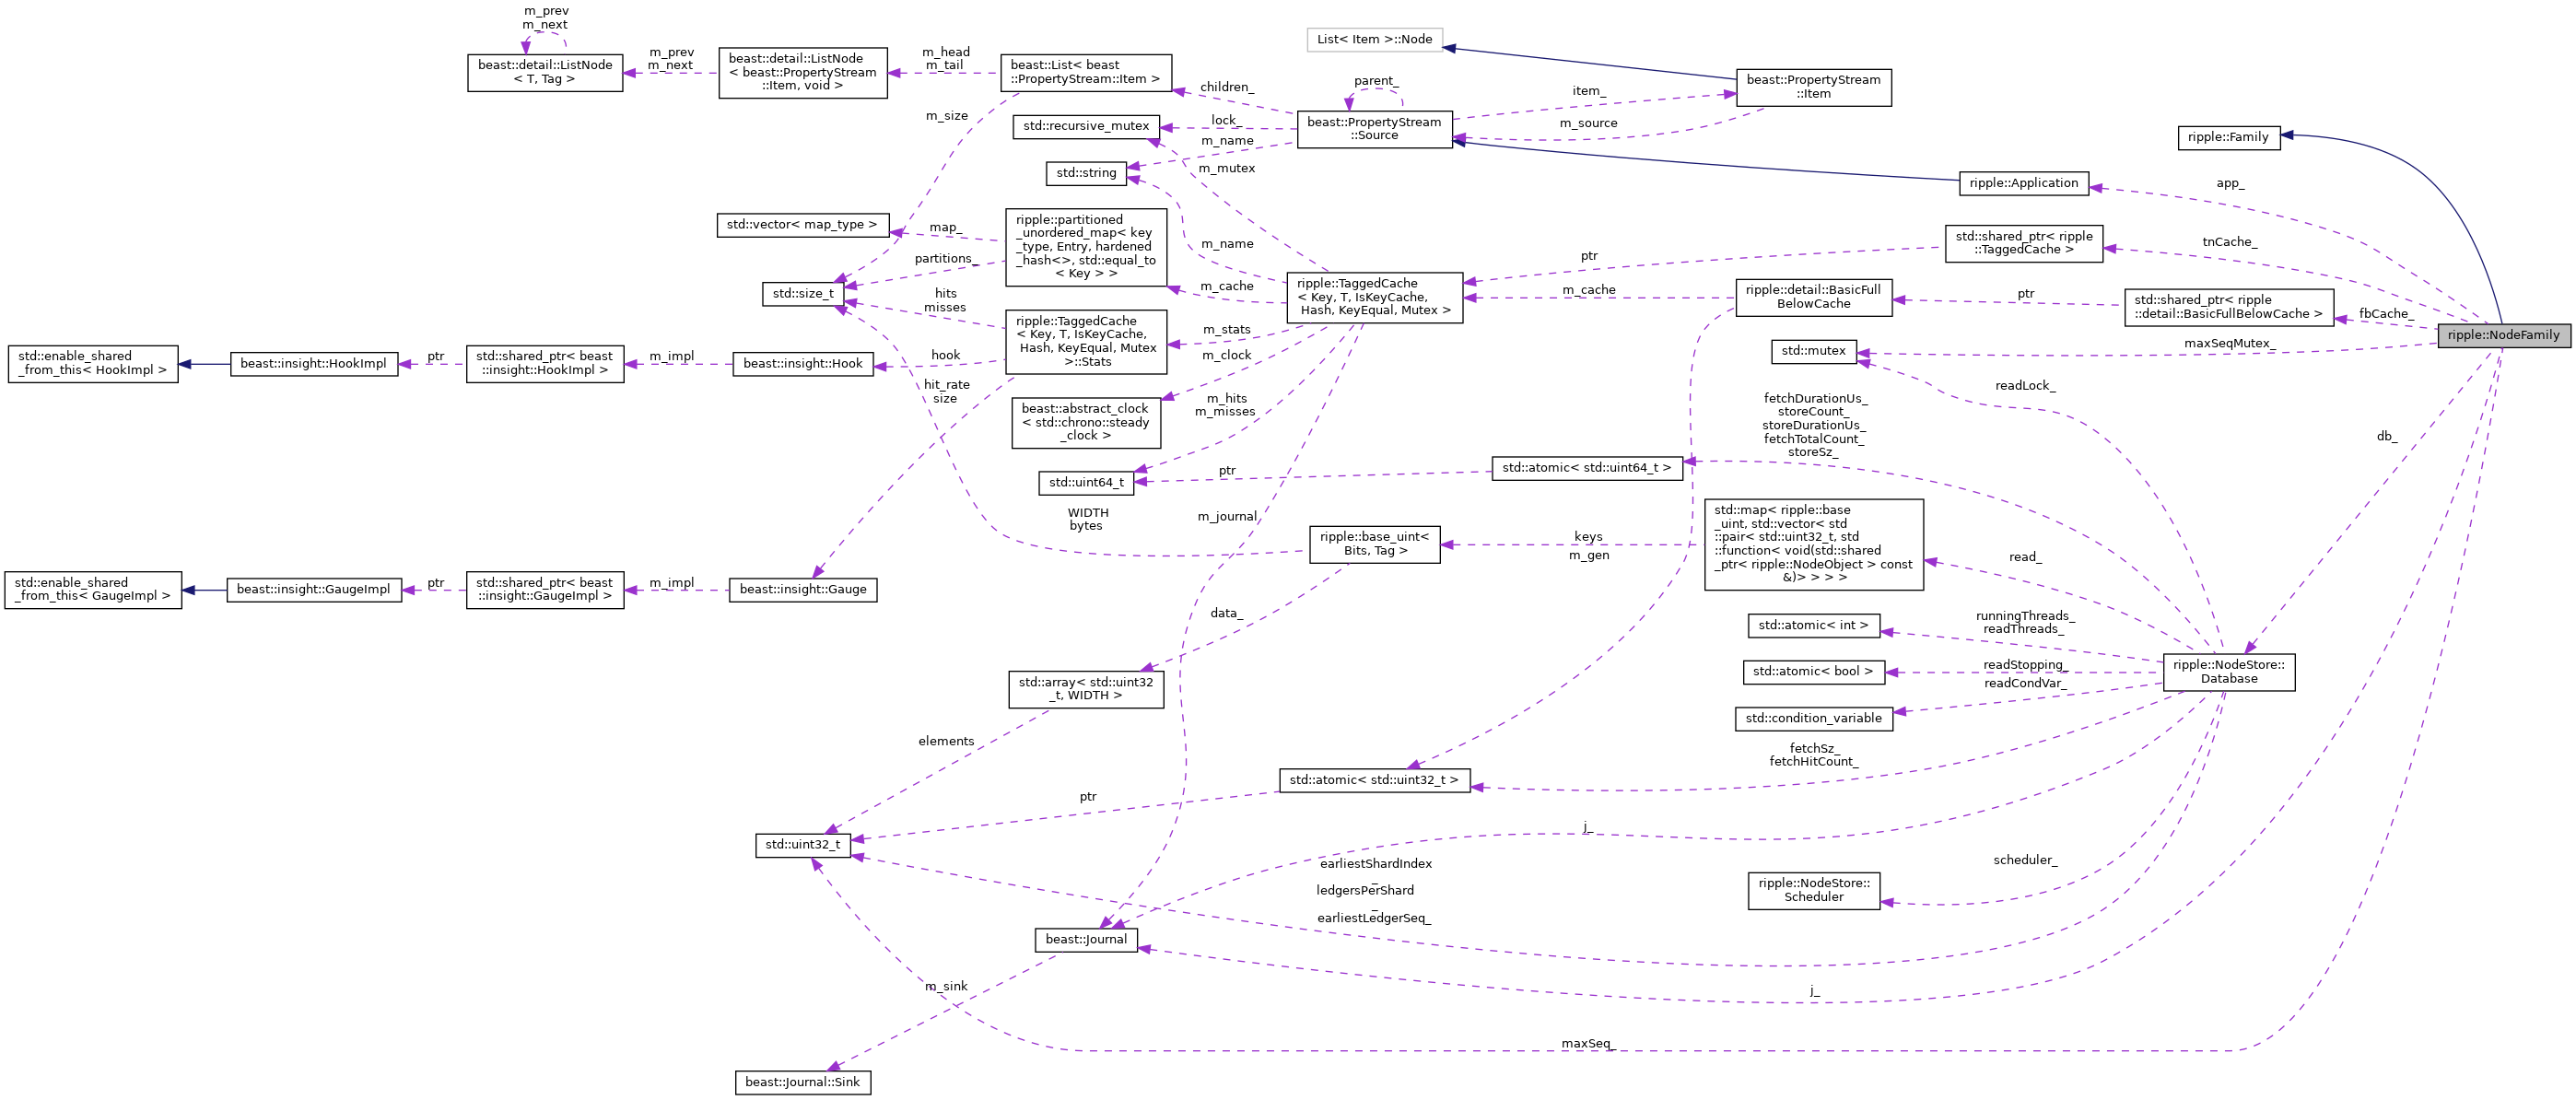 m_prev
m_next
beast::detail::ListNode
< T, Tag >
m_prev
m_next
beast::detail::ListNode
< beast::PropertyStream
::Item, void >
m_head
m_tail
beast::List< beast
::PropertyStream::Item >
m_size
children_
lock_
m_name
m_mutex
std::recursive_mutex
std::string
List< Item >::Node
parent_
beast::PropertyStream
::Source
item_
m_source
beast::PropertyStream
::Item
ripple::Family
ripple::Application
app_
std::vector< map_type >
map_
partitions_
ripple::partitioned
_unordered_map< key
_type, Entry, hardened
_hash<>, std::equal_to
< Key > >
m_name
m_cache
std::size_t
hits
misses
ripple::TaggedCache
< Key, T, IsKeyCache,
Hash, KeyEqual, Mutex
>::Stats
m_stats
m_clock
ripple::TaggedCache
< Key, T, IsKeyCache,
Hash, KeyEqual, Mutex >
ptr
m_cache
std::shared_ptr< ripple
::TaggedCache >
tnCache_
ripple::detail::BasicFull
BelowCache
ptr
std::shared_ptr< ripple
::detail::BasicFullBelowCache >
fbCache_
ripple::NodeFamily
std::mutex
maxSeqMutex_
readLock_
std::enable_shared
_from_this< HookImpl >
beast::insight::HookImpl
ptr
std::shared_ptr< beast
::insight::HookImpl >
m_impl
beast::insight::Hook
hook
hit_rate
size
beast::abstract_clock
< std::chrono::steady
_clock >
m_hits
m_misses
std::uint64_t
ptr
std::atomic< std::uint64_t >
fetchDurationUs_
storeCount_
storeDurationUs_
fetchTotalCount_
storeSz_
db_
WIDTH
bytes
m_journal
ripple::base_uint<
Bits, Tag >
keys
m_gen
std::map< ripple::base
_uint, std::vector< std
::pair< std::uint32_t, std
::function< void(std::shared
_ptr< ripple::NodeObject > const
&)> > > >
read_
std::enable_shared
_from_this< GaugeImpl >
beast::insight::GaugeImpl
ptr
std::shared_ptr< beast
::insight::GaugeImpl >
m_impl
beast::insight::Gauge
data_
std::atomic< int >
runningThreads_
readThreads_
std::atomic< bool >
readStopping_
readCondVar_
std::condition_variable
ripple::NodeStore::
Database
std::array< std::uint32
_t, WIDTH >
elements
fetchSz_
fetchHitCount_
std::atomic< std::uint32_t >
ptr
std::uint32_t
j_
earliestShardIndex
_
ledgersPerShard
_
earliestLedgerSeq_
scheduler_
ripple::NodeStore::
Scheduler
beast::Journal
m_sink
j_
maxSeq_
beast::Journal::Sink